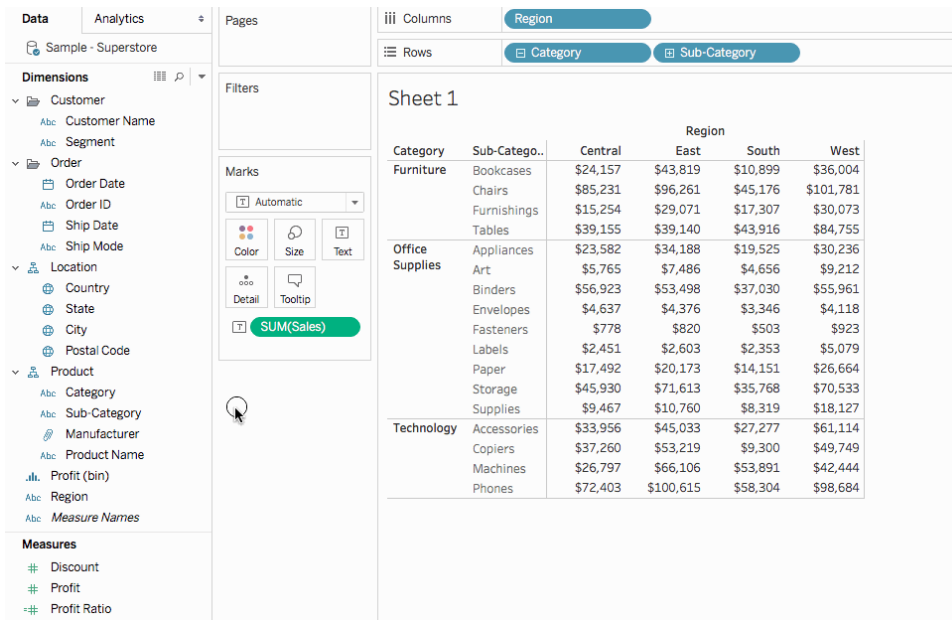 Data
Analytics
Sample - Superstore
Dimensions
Customer
Abc Customer Name
Abc Segment
Order
Order Date
Abc Order ID
Ship Date
Abc Ship Mode
Location
Country
State
City
Postal Code
Product
Abc Category
Abc Sub-Category
Manufacturer
Abc Product Name
Profit (bin)
Abc Region
Abc Measure Names
Measures
# Discount
# Profit
=# Profit Ratio
Pages
Filters
Marks
T Automatic
Color Size T Text
Detail Tooltip
T SUM(Sales)
iii Columns Region
Rows Category Sub-Category
Sheet 1
Region
Category Sub-Catego.. Central East South West
Furniture Bookcases $24,157 $43,819 $10,899 $36,004
Chairs $85,231 $96,261 $45,176 $101,781
Furnishings $15,254 $29,071 $17,307 $30,073
Tables $39,155 $39,140 $43,916 $84,755
Office Supplies Appliances $23,582 $34,188 $19,525 $30,236
Art $5,765 $7,486 $4,656 $9,212
Binders $56,923 $53,498 $37,030 $55,961
Envelopes $4,637 $4,376 $3,346 $4,118
Fasteners $778 $820 $503 $923
Labels $2,451 $2,603 $2,353 $5,079
Paper $17,492 $20,173 $14,151 $26,664
Storage $45,930 $71,613 $35,768 $70,533
Supplies $9,467 $10,760 $8,319 $18,127
Technology Accessories $33,956 $45,033 $27,277 $61,114
Copiers $37,260 $53,219 $9,300 $49,749
Machines $26,797 $66,106 $53,891 $42,444
Phones $72,403 $100,615 $58,304 $98,684